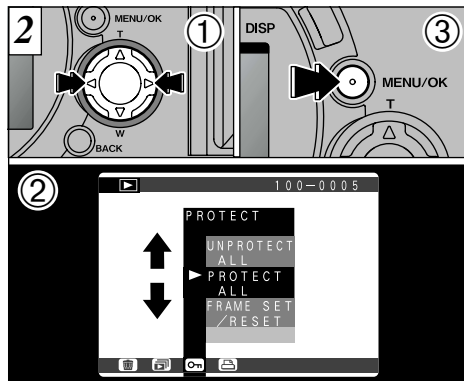 2
MENU/OK
T
①
W
BACK
DISP
③
MENU/OK
T
②
100-0005
PROTECT
UNPROTECT
ALL
PROTECT
ALL
FRAME SET
/RESET